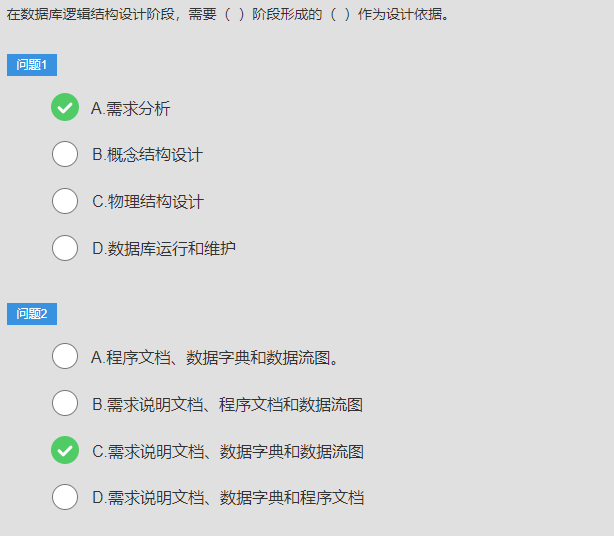 在数据库逻辑结构设计阶段，需要（ ）阶段形成的（ ）作为设计依据。
问题1
A.需求分析
B.概念结构设计
C.物理结构设计
D.数据库运行和维护
问题2
A.程序文档、数据字典和数据流图。
B.需求说明文档、程序文档和数据流图
C.需求说明文档、数据字典和数据流图
D.需求说明文档、数据字典和程序文档